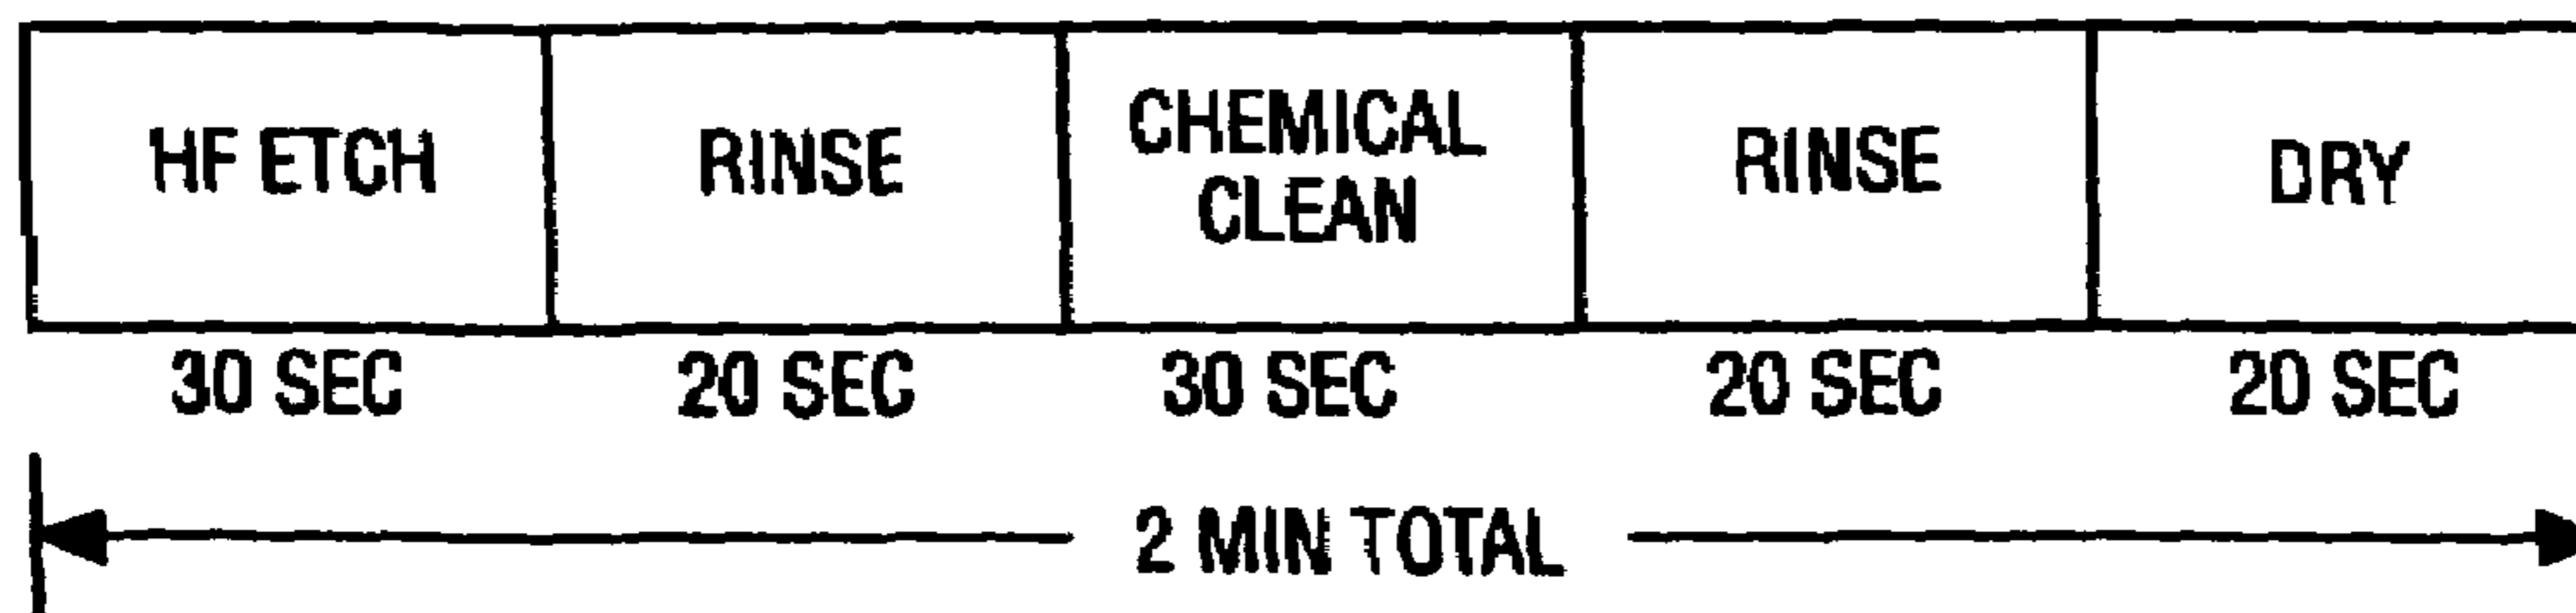 HF ETCH
RINSE
CHEMICAL
CLEAN
RINSE
DRY
30 SEC
20 SEC
30 SEC
20 SEC
20 SEC
2 MIN TOTAL